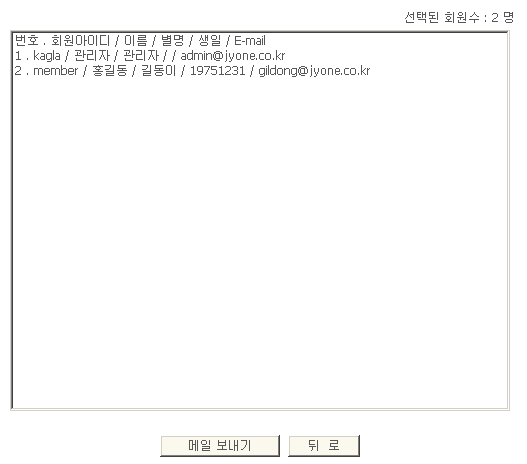 선택된 회원수 : 2 명
번호 . 회원아이디 / 이름 / 별명 / 생일 / E-mail
1 . kagla / 관리자 / 관리자 / / admin@jyone.co.kr
2 . member / 홍길동 / 길동이 / 19751231 / gildong@jyone.co.kr
메일 보내기
뒤 로